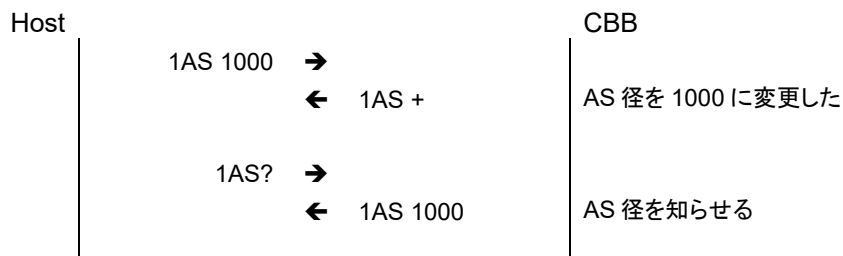 Host CBB
1AS 1000 ➔
← 1AS + AS 径を 1000 に変更した
1AS? ➔
← 1AS 1000 AS 径を知らせる